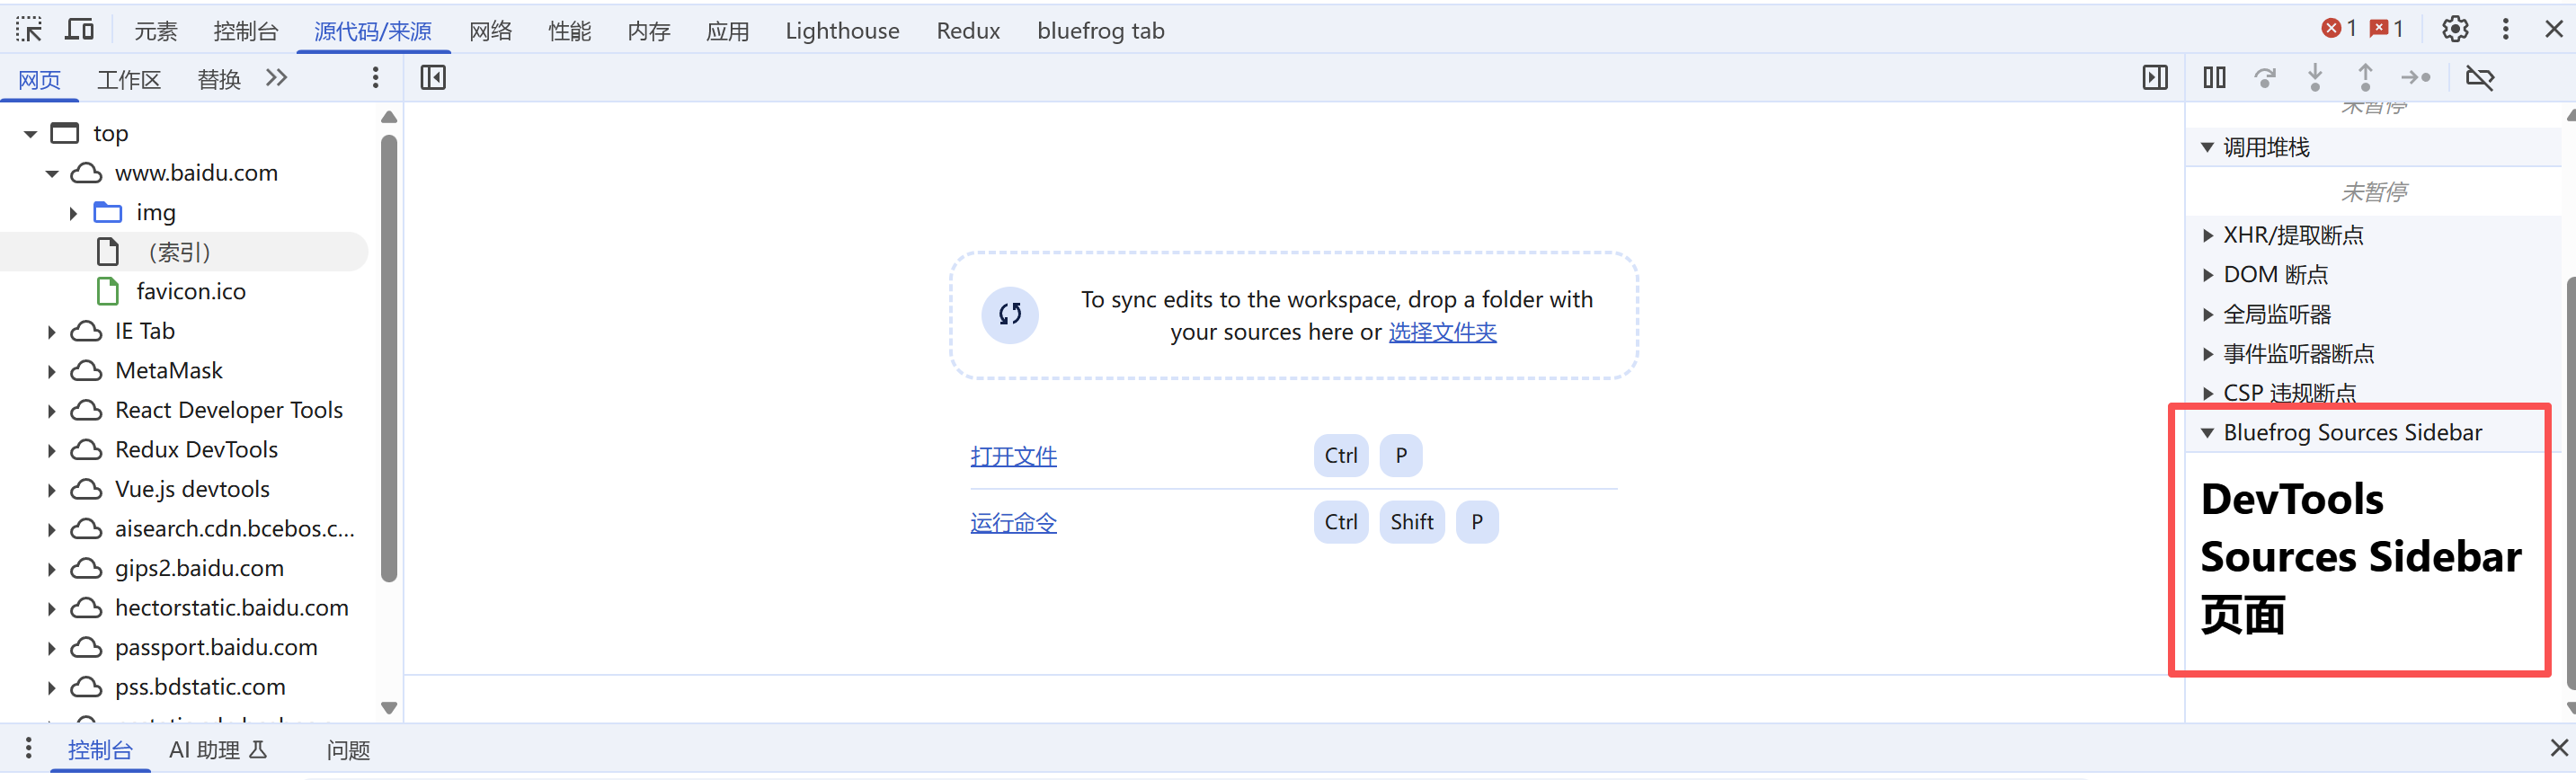 元素 控制台 源代码/来源 网络 性能 内存 应用 Lighthouse Redux bluefrog tab 1 1
网页 工作区 替换
top
www.baidu.com
img
（索引）
favicon.ico
IE Tab
MetaMask
React Developer Tools
Redux DevTools
Vue.js devtools
aisearch.cdn.bcebos.c...
gips2.baidu.com
hectorstatic.baidu.com
passport.baidu.com
pss.bdstatic.com
To sync edits to the workspace, drop a folder with
your sources here or 选择文件夹
打开文件 Ctrl P
运行命令 Ctrl Shift P
未暂停
调用堆栈
未暂停
XHR/提取断点
DOM 断点
全局监听器
事件监听器断点
CSP 违规断点
Bluefrog Sources Sidebar
DevTools
Sources Sidebar
页面
控制台 AI 助理 问题